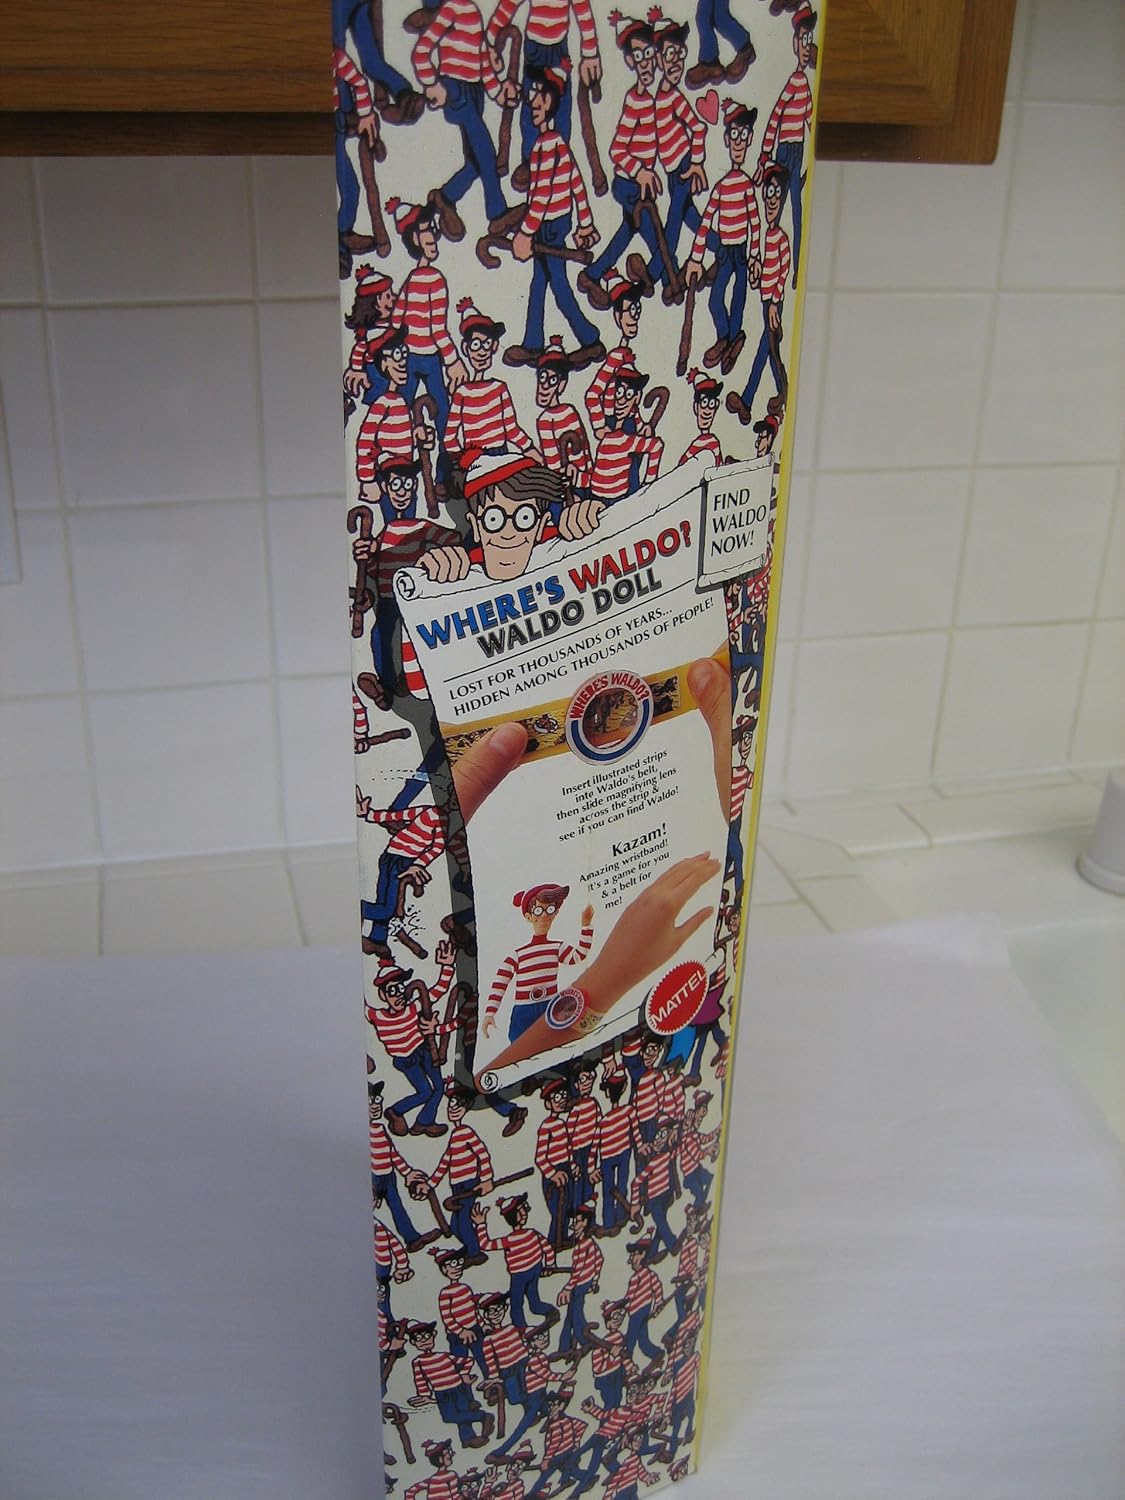 FIND
WALDO
NOW!
WHERE'S WALDO?
WALDO DOLL
LOST FOR THOUSANDS OF YEARS...
HIDDEN AMONG THOUSANDS OF PEOPLE!
WHERE'S WALDO?
Insert illustrated strips
into Waldo's belt,
then slide magnifying lens
across the strip &
see if you can find Waldo!
Kazam!
Amazing wristband!
It's a game for you
& a belt for
me!
MATTEL